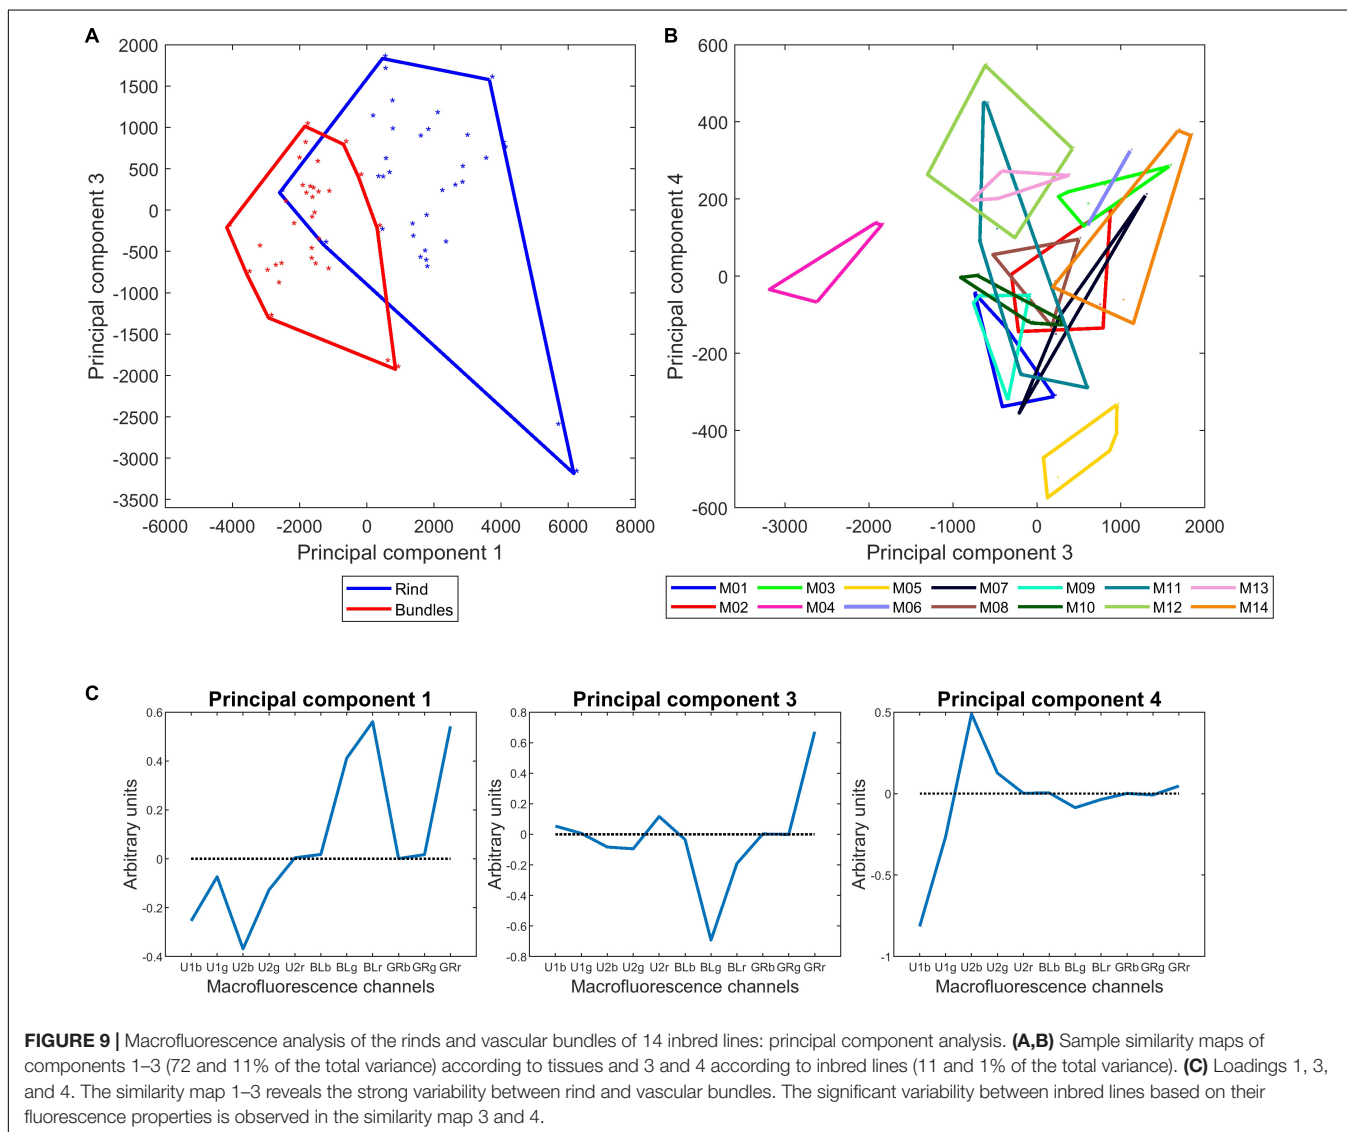 A
B
2000
1500
1000
500
0
-500
-1000
-1500
-2000
-2500
-3000
-3500
Principal component 3
-6000 -4000 -2000 0 2000 4000 6000 8000
Principal component 1
Rind
Bundles
600
400
200
0
-200
-400
-600
Principal component 4
-3000 -2000 -1000 0 1000 2000
Principal component 3
M01 M03 M05 M07 M09 M11 M13
M02 M04 M06 M08 M10 M12 M14
C
Principal component 1
0.6
0.4
0.2
0
-0.2
-0.4
Arbitrary units
U1b U1g U2b U2g U2r BLb BLg BLr GRb GRg GRr
Macrofluorescence channels
Principal component 3
0.8
0.6
0.4
0.2
0
-0.2
-0.4
-0.6
-0.8
Arbitrary units
U1b U1g U2b U2g U2r BLb BLg BLr GRb GRg GRr
Macrofluorescence channels
Principal component 4
0.5
0
-0.5
-1
Arbitrary units
U1b U1g U2b U2g U2r BLb BLg BLr GRb GRg GRr
Macrofluorescence channels
FIGURE 9 | Macrofluorescence analysis of the rinds and vascular bundles of 14 inbred lines: principal component analysis. (A,B) Sample similarity maps of
components 1–3 (72 and 11% of the total variance) according to tissues and 3 and 4 according to inbred lines (11 and 1% of the total variance). (C) Loadings 1, 3,
and 4. The similarity map 1–3 reveals the strong variability between rind and vascular bundles. The significant variability between inbred lines based on their
fluorescence properties is observed in the similarity map 3 and 4.